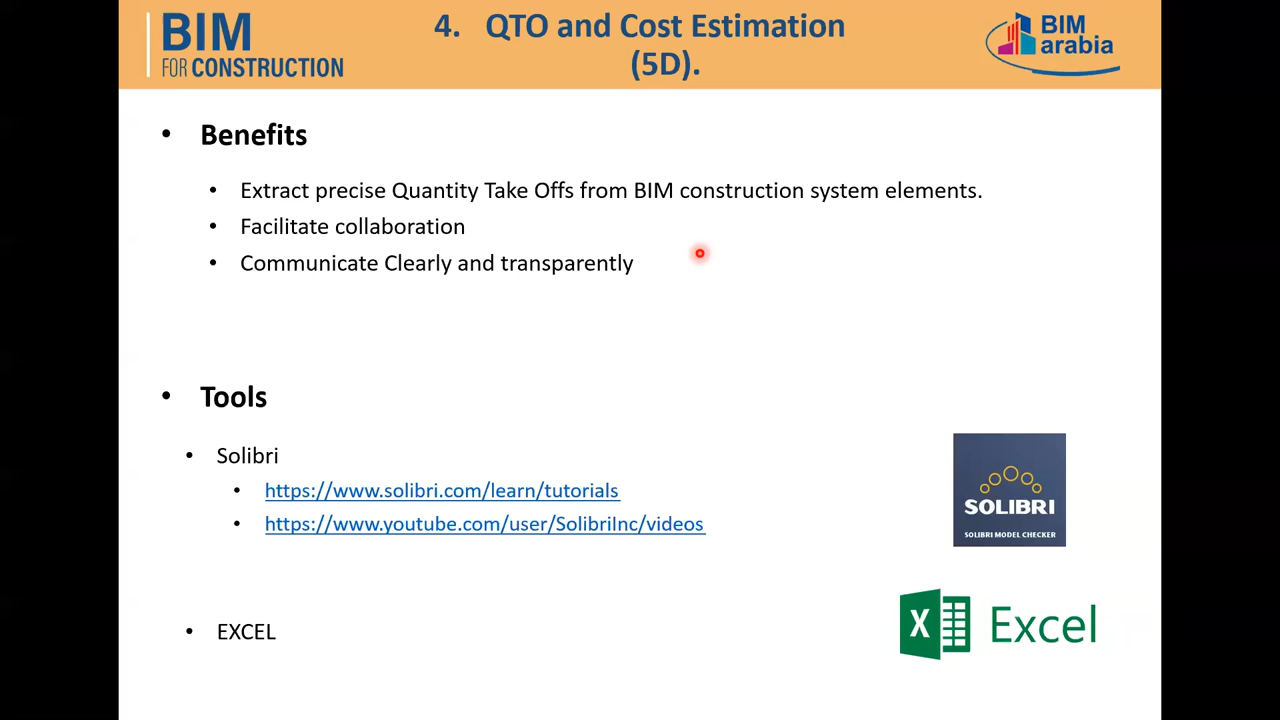 BIM
FOR CONSTRUCTION
4. QTO and Cost Estimation
(5D).
BIM
arabia
• Benefits
• Extract precise Quantity Take Offs from BIM construction system elements.
• Facilitate collaboration
• Communicate Clearly and transparently
• Tools
• Solibri
• https://www.solibri.com/learn/tutorials
• https://www.youtube.com/user/SolibriInc/videos
SOLIBRI
SOLIBRI MODEL CHECKER
• EXCEL
X Excel